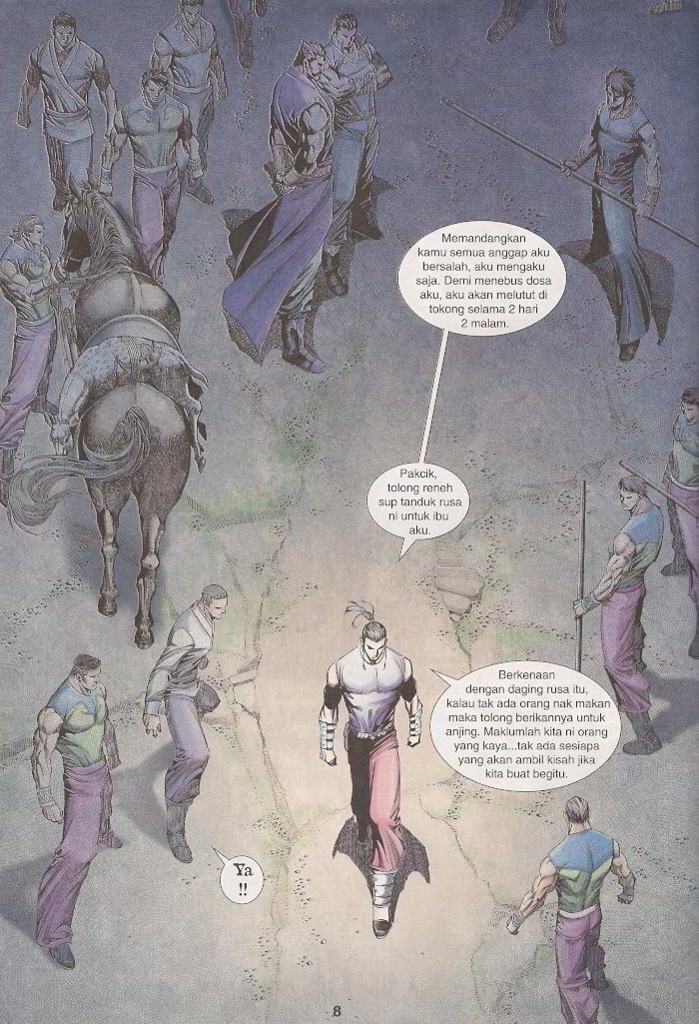 Memandangkan
kamu semua anggap aku
bersalah, aku mengaku
saja. Demi menebus dosa
aku, aku akan melutut di
tokong selama 2 hari
2 malam.
Pakcik,
tolong reneh
sup tanduk rusa
ni untuk ibu
aku.
Berkenaan
dengan daging rusa itu,
kalau tak ada orang nak makan
maka tolong berikannya untuk
anjing. Maklumlah kita ni orang
yang kaya...tak ada sesiapa
yang akan ambil kisah jika
kita buat begitu.
Ya
!!
8